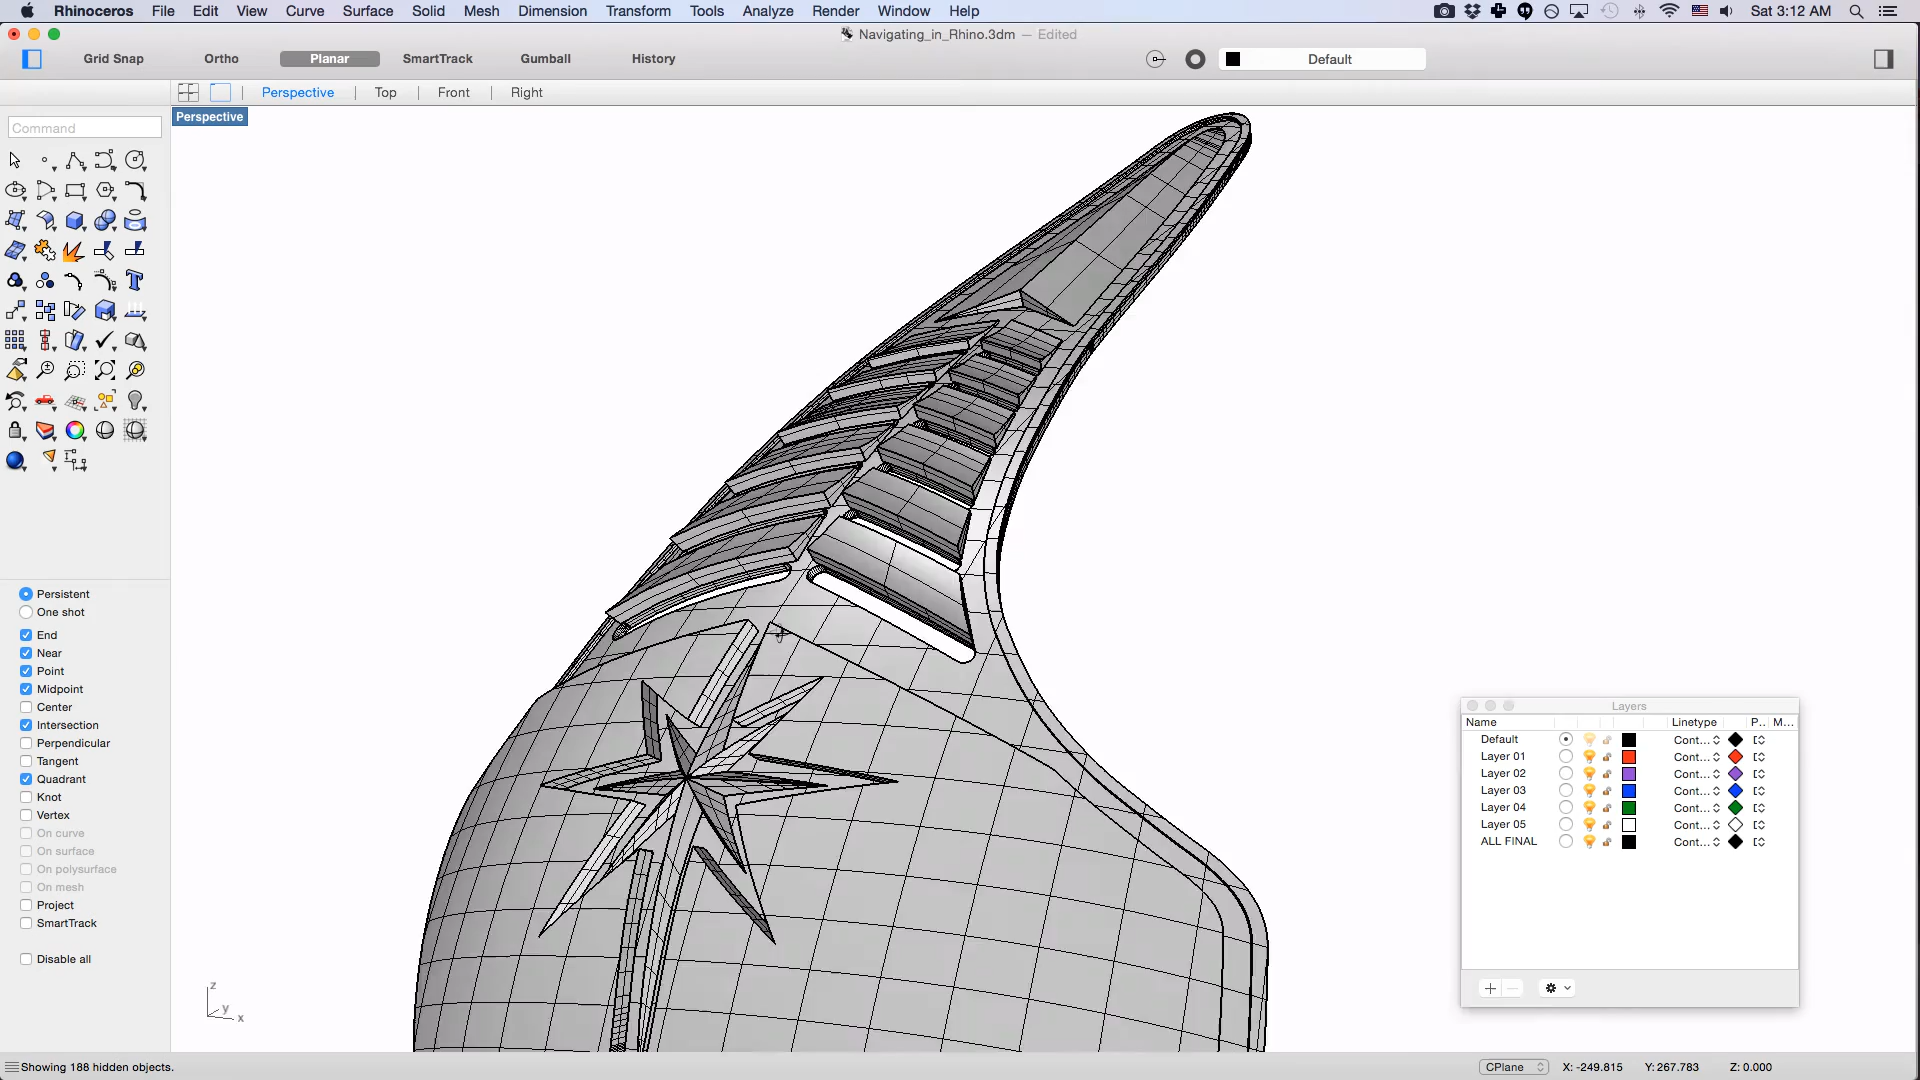 Rhinoceros File Edit View Curve Surface Solid Mesh Dimension Transform Tools Analyze Render Window Help Sat 3:12 AM
Navigating_in_Rhino.3dm — Edited
Grid Snap Ortho Planar SmartTrack Gumball History Default
Perspective Top Front Right
Perspective
Command
Persistent
One shot
End
Near
Point
Midpoint
Center
Intersection
Perpendicular
Tangent
Quadrant
Knot
Vertex
On curve
On surface
On polysurface
On mesh
Project
SmartTrack
Disable all
z
y
x
Layers
Name Linetype P.. M...
Default Cont...
Layer 01 Cont...
Layer 02 Cont...
Layer 03 Cont...
Layer 04 Cont...
Layer 05 Cont...
ALL FINAL Cont...
Showing 188 hidden objects. CPlane X: -249.815 Y: 267.783 Z: 0.000